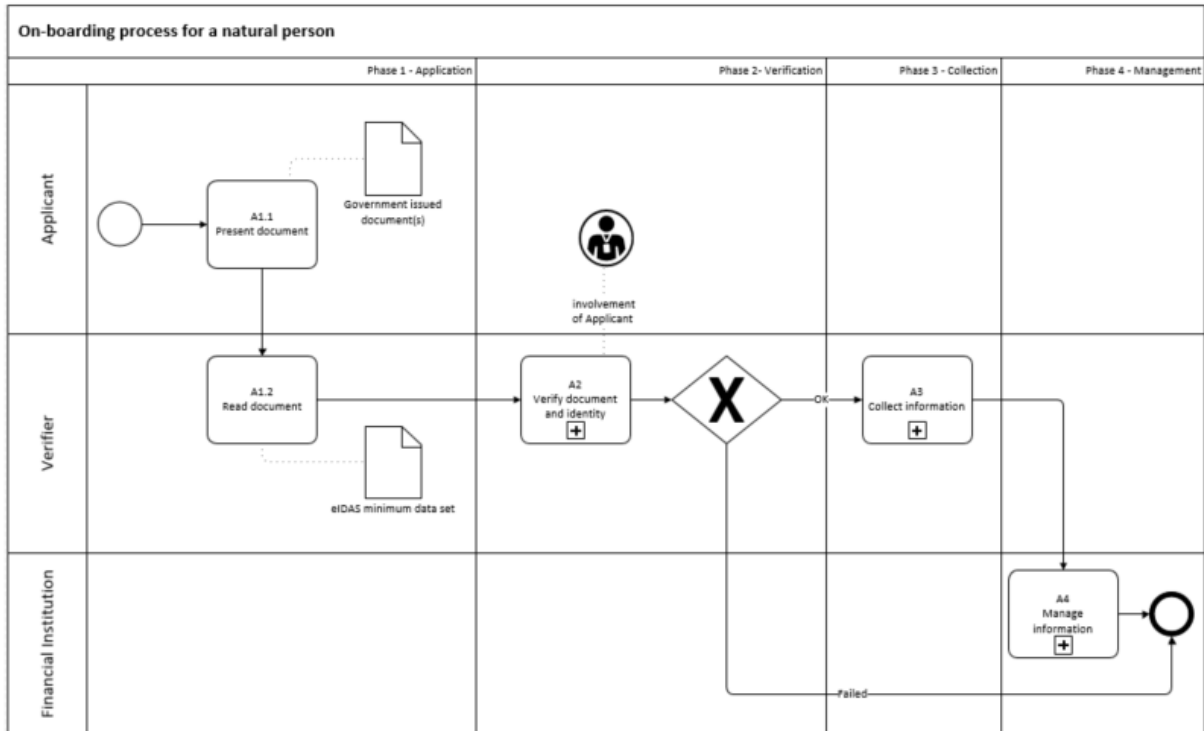 On-boarding process for a natural person
Phase 1 - Application
Phase 2- Verification
Phase 3 - Collection
Phase 4 - Management
Applicant
A1.1
Present document
Government issued
document(s)
involvement
of Applicant
Verifier
A1.2
Read document
eIDAS minimum data set
A2
Verify document
and identity
X
OK
A3
Collect information
Financial Institution
A4
Manage
information
Failed